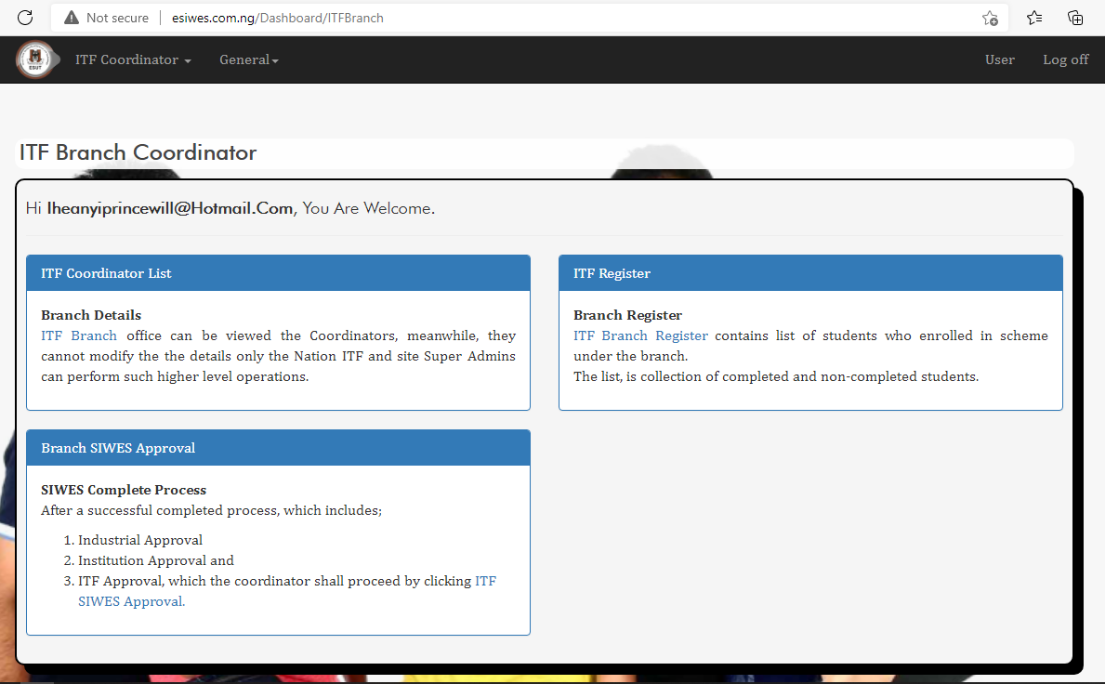 Not secure | esiwes.com.ng/Dashboard/ITFBranch
ITF Coordinator General User Log off
ITF Branch Coordinator
Hi Iheanyiprincewill@Hotmail.Com, You Are Welcome.
ITF Coordinator List
Branch Details
ITF Branch office can be viewed the Coordinators, meanwhile, they
cannot modify the the details only the Nation ITF and site Super Admins
can perform such higher level operations.
ITF Register
Branch Register
ITF Branch Register contains list of students who enrolled in scheme
under the branch.
The list, is collection of completed and non-completed students.
Branch SIWES Approval
SIWES Complete Process
After a successful completed process, which includes;
1. Industrial Approval
2. Institution Approval and
3. ITF Approval, which the coordinator shall proceed by clicking ITF
SIWES Approval.